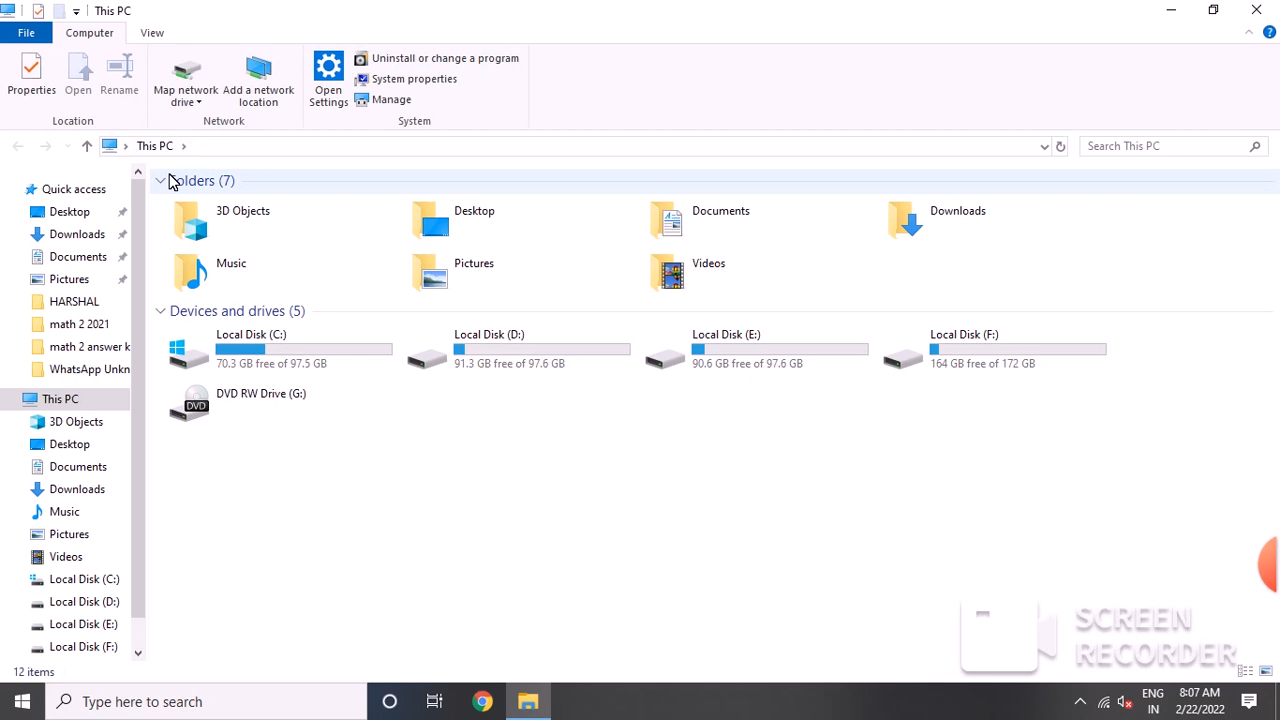 This PC
File
Computer
View
Properties
Open
Rename
Map network drive
Add a network location
Open Settings
Uninstall or change a program
System properties
Manage
Location
Network
System
This PC
Search This PC
Quick access
Desktop
Downloads
Documents
Pictures
HARSHAL
math 2 2021
math 2 answer k
WhatsApp Unkn
This PC
3D Objects
Desktop
Documents
Downloads
Music
Pictures
Videos
Local Disk (C:)
Local Disk (D:)
Local Disk (E:)
Local Disk (F:)
Folders (7)
3D Objects
Desktop
Documents
Downloads
Music
Pictures
Videos
Devices and drives (5)
Local Disk (C:)
70.3 GB free of 97.5 GB
Local Disk (D:)
91.3 GB free of 97.6 GB
Local Disk (E:)
90.6 GB free of 97.6 GB
Local Disk (F:)
164 GB free of 172 GB
DVD
DVD RW Drive (G:)
SCREEN
RECORDER
12 items
Type here to search
ENG
IN
8:07 AM
2/22/2022